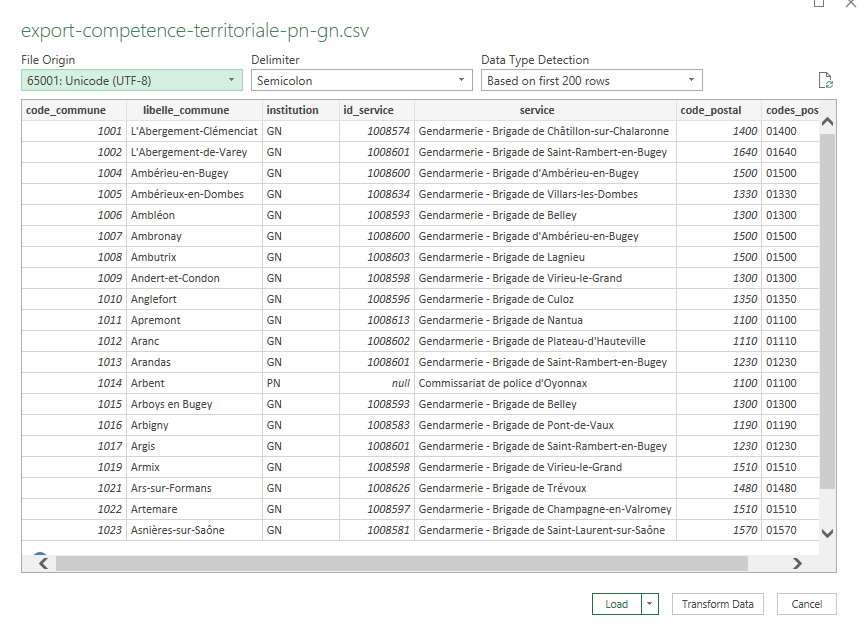 export-competence-territoriale-pn-gn.csv
File Origin Delimiter Data Type Detection
65001: Unicode (UTF-8) Semicolon Based on first 200 rows
code_commune libelle_commune institution id_service service code_postal codes_pos
1001 L'Abergement-Clémenciat GN 1008574 Gendarmerie - Brigade de Châtillon-sur-Chalaronne 1400 01400
1002 L'Abergement-de-Varey GN 1008601 Gendarmerie - Brigade de Saint-Rambert-en-Bugey 1640 01640
1004 Ambérieu-en-Bugey GN 1008600 Gendarmerie - Brigade d'Ambérieu-en-Bugey 1500 01500
1005 Ambérieux-en-Dombes GN 1008634 Gendarmerie - Brigade de Villars-les-Dombes 1330 01330
1006 Ambléon GN 1008593 Gendarmerie - Brigade de Belley 1300 01300
1007 Ambronay GN 1008600 Gendarmerie - Brigade d'Ambérieu-en-Bugey 1500 01500
1008 Ambutrix GN 1008603 Gendarmerie - Brigade de Lagnieu 1500 01500
1009 Andert-et-Condon GN 1008598 Gendarmerie - Brigade de Virieu-le-Grand 1300 01300
1010 Anglefort GN 1008596 Gendarmerie - Brigade de Culoz 1350 01350
1011 Apremont GN 1008613 Gendarmerie - Brigade de Nantua 1100 01100
1012 Aranc GN 1008602 Gendarmerie - Brigade de Plateau-d'Hauteville 1110 01110
1013 Arandas GN 1008601 Gendarmerie - Brigade de Saint-Rambert-en-Bugey 1230 01230
1014 Arbent PN null Commissariat de police d'Oyonnax 1100 01100
1015 Arboys en Bugey GN 1008593 Gendarmerie - Brigade de Belley 1300 01300
1016 Arbigny GN 1008583 Gendarmerie - Brigade de Pont-de-Vaux 1190 01190
1017 Argis GN 1008601 Gendarmerie - Brigade de Saint-Rambert-en-Bugey 1230 01230
1019 Armix GN 1008598 Gendarmerie - Brigade de Virieu-le-Grand 1510 01510
1021 Ars-sur-Formans GN 1008626 Gendarmerie - Brigade de Trévoux 1480 01480
1022 Artemare GN 1008597 Gendarmerie - Brigade de Champagne-en-Valromey 1510 01510
1023 Asnières-sur-Saône GN 1008581 Gendarmerie - Brigade de Saint-Laurent-sur-Saône 1570 01570
Load Transform Data Cancel